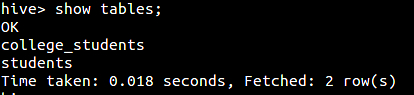 hive> show tables;
OK
college_students
students
Time taken: 0.018 seconds, Fetched: 2 row(s)